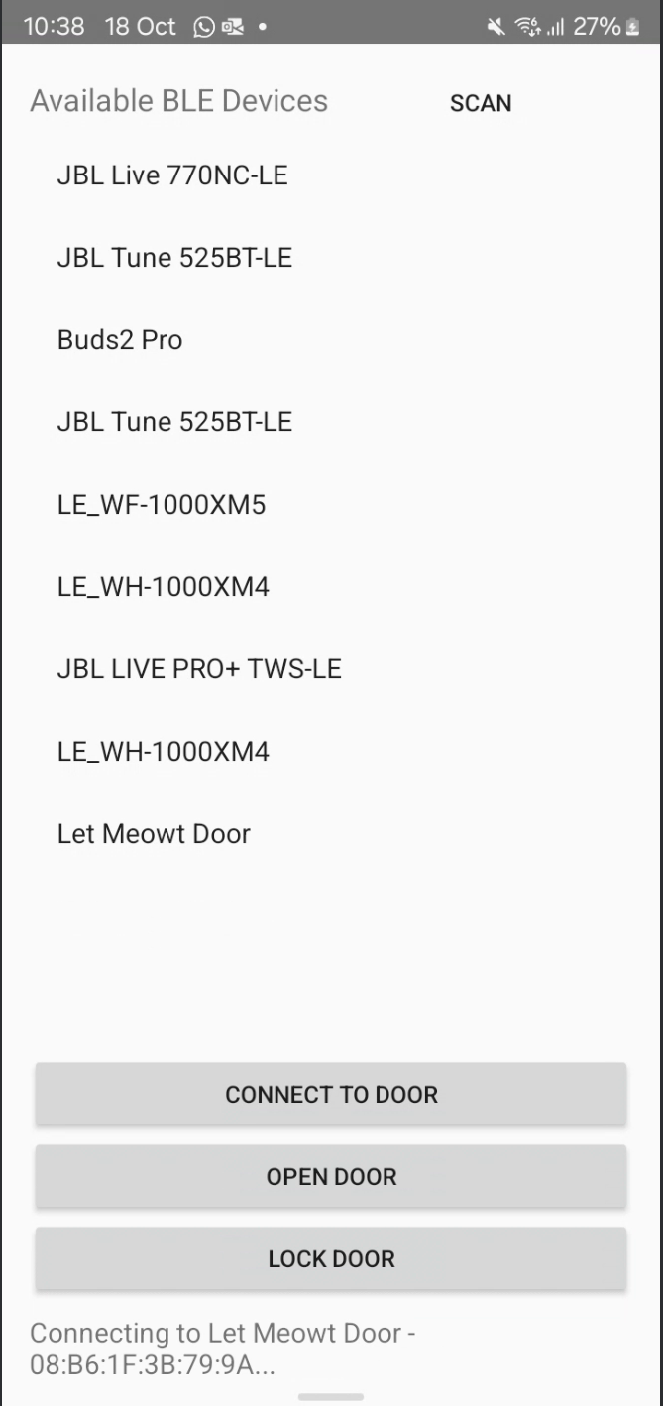 10:38 18 Oct 27%
Available BLE Devices SCAN
JBL Live 770NC-LE
JBL Tune 525BT-LE
Buds2 Pro
JBL Tune 525BT-LE
LE_WF-1000XM5
LE_WH-1000XM4
JBL LIVE PRO+ TWS-LE
LE_WH-1000XM4
Let Meowt Door
CONNECT TO DOOR
OPEN DOOR
LOCK DOOR
Connecting to Let Meowt Door -
08:B6:1F:3B:79:9A...